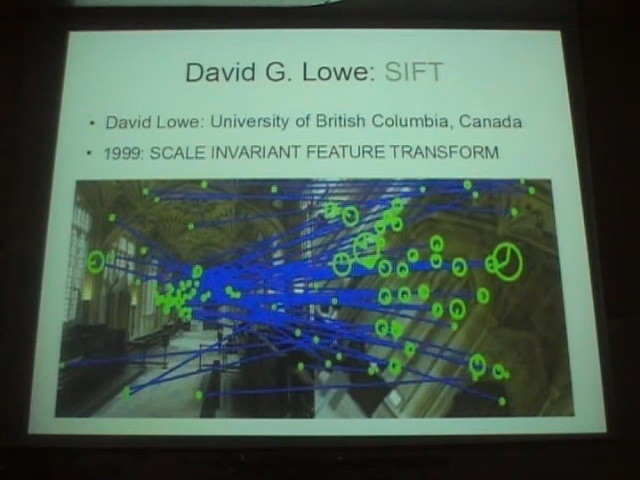 David G. Lowe: SIFT
• David Lowe: University of British Columbia, Canada
• 1999: SCALE INVARIANT FEATURE TRANSFORM